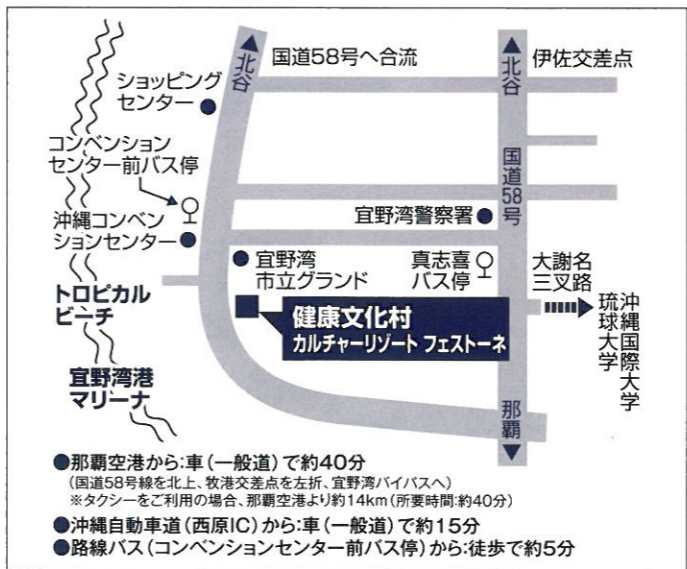 国道58号へ合流
伊佐交差点
▲北谷
▲北谷
ショッピング
センター
コンベンション
センター前バス停
国道58号
沖縄コンベン
ションセンター
宜野湾警察署
宜野湾
市立グランド
真志喜
バス停
大謝名
三叉路
沖縄国際大学
琉球大学
トロピカル
ビーチ
健康文化村
カルチャーリゾート フェストーネ
宜野湾港
マリーナ
那覇▼
●那覇空港から:車(一般道)で約40分
(国道58号線を北上、牧港交差点を左折、宜野湾バイパスへ)
※タクシーをご利用の場合、那覇空港より約14km(所要時間:約40分)
●沖縄自動車道(西原IC)から:車(一般道)で約15分
●路線バス(コンベンションセンター前バス停)から:徒歩で約5分